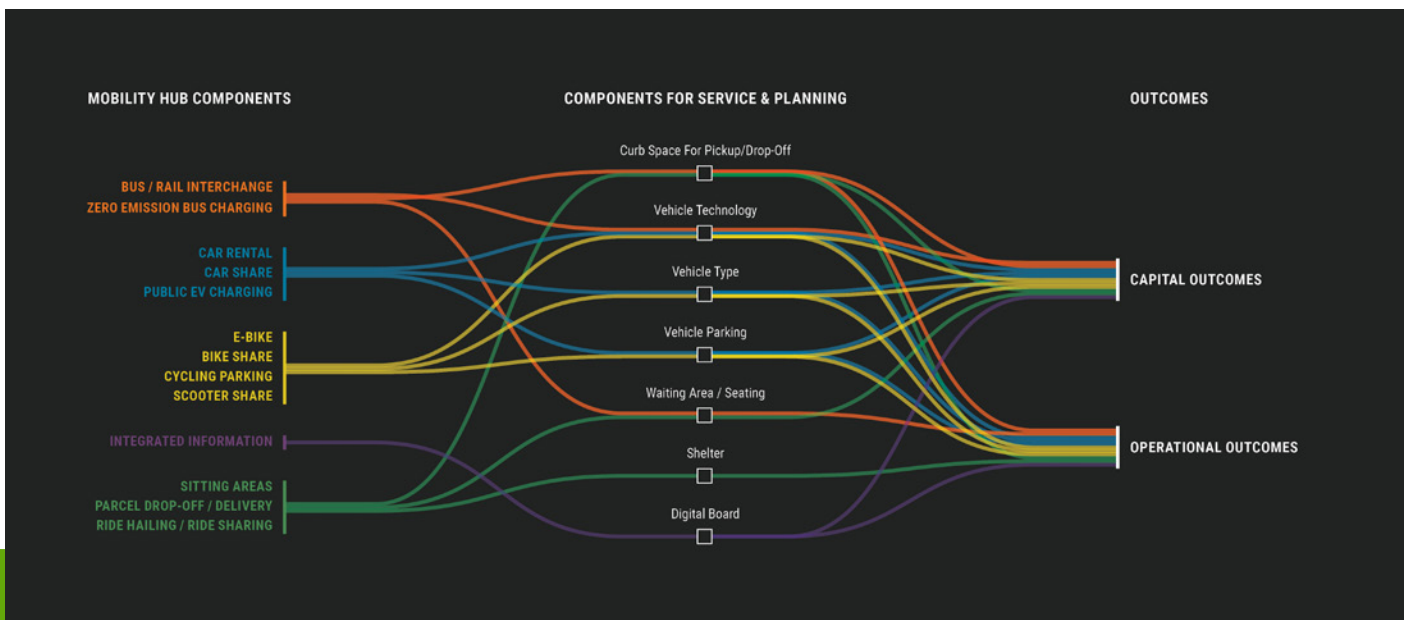 MOBILITY HUB COMPONENTS
COMPONENTS FOR SERVICE & PLANNING
OUTCOMES
BUS / RAIL INTERCHANGE
ZERO EMISSION BUS CHARGING
CAR RENTAL
CAR SHARE
PUBLIC EV CHARGING
E-BIKE
BIKE SHARE
CYCLING PARKING
SCOOTER SHARE
INTEGRATED INFORMATION
SITTING AREAS
PARCEL DROP-OFF / DELIVERY
RIDE HAILING / RIDE SHARING
Curb Space For Pickup/Drop-Off
Vehicle Technology
Vehicle Type
Vehicle Parking
Waiting Area / Seating
Shelter
Digital Board
CAPITAL OUTCOMES
OPERATIONAL OUTCOMES